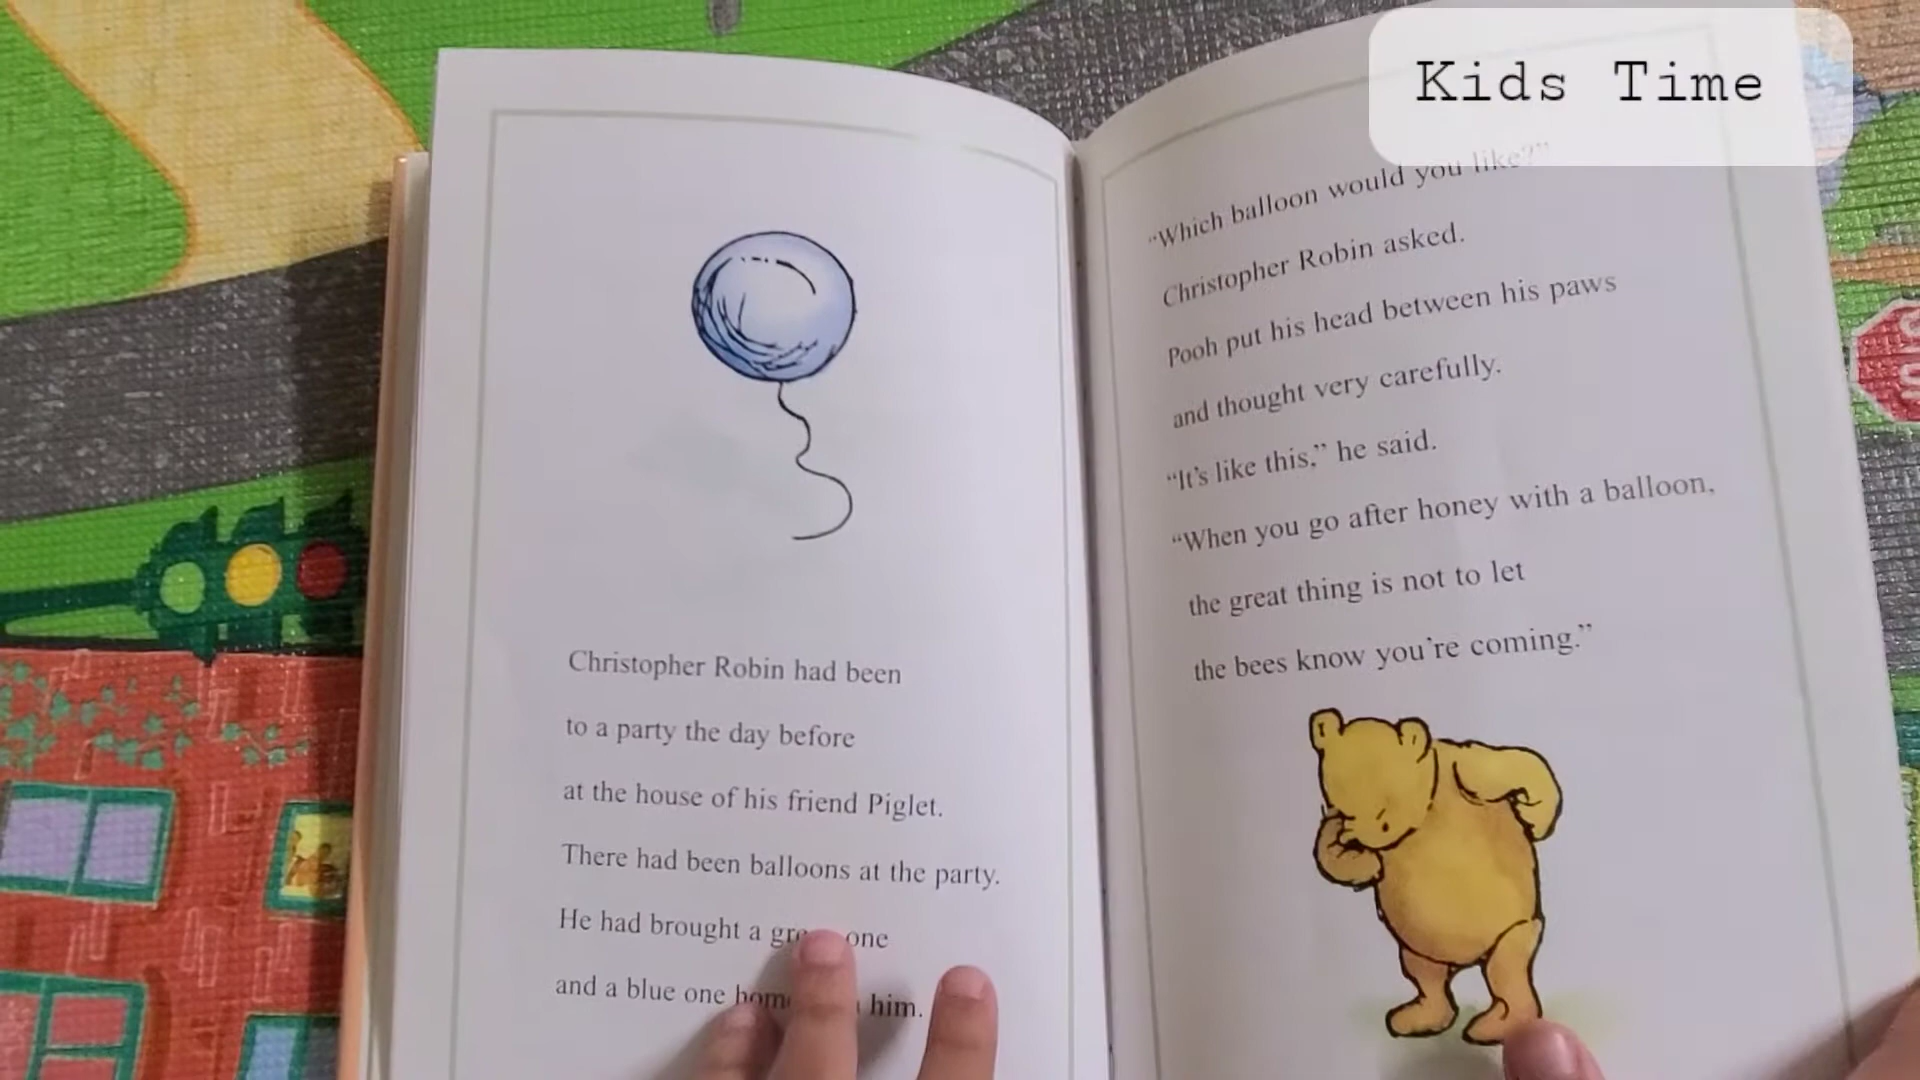 Kids Time
Christopher Robin had been
to a party the day before
at the house of his friend Piglet.
There had been balloons at the party.
He had brought a one
and a blue one him.
“Which balloon would you like?”
Christopher Robin asked.
Pooh put his head between his paws
and thought very carefully.
“It’s like this,” he said.
“When you go after honey with a balloon,
the great thing is not to let
the bees know you’re coming.”